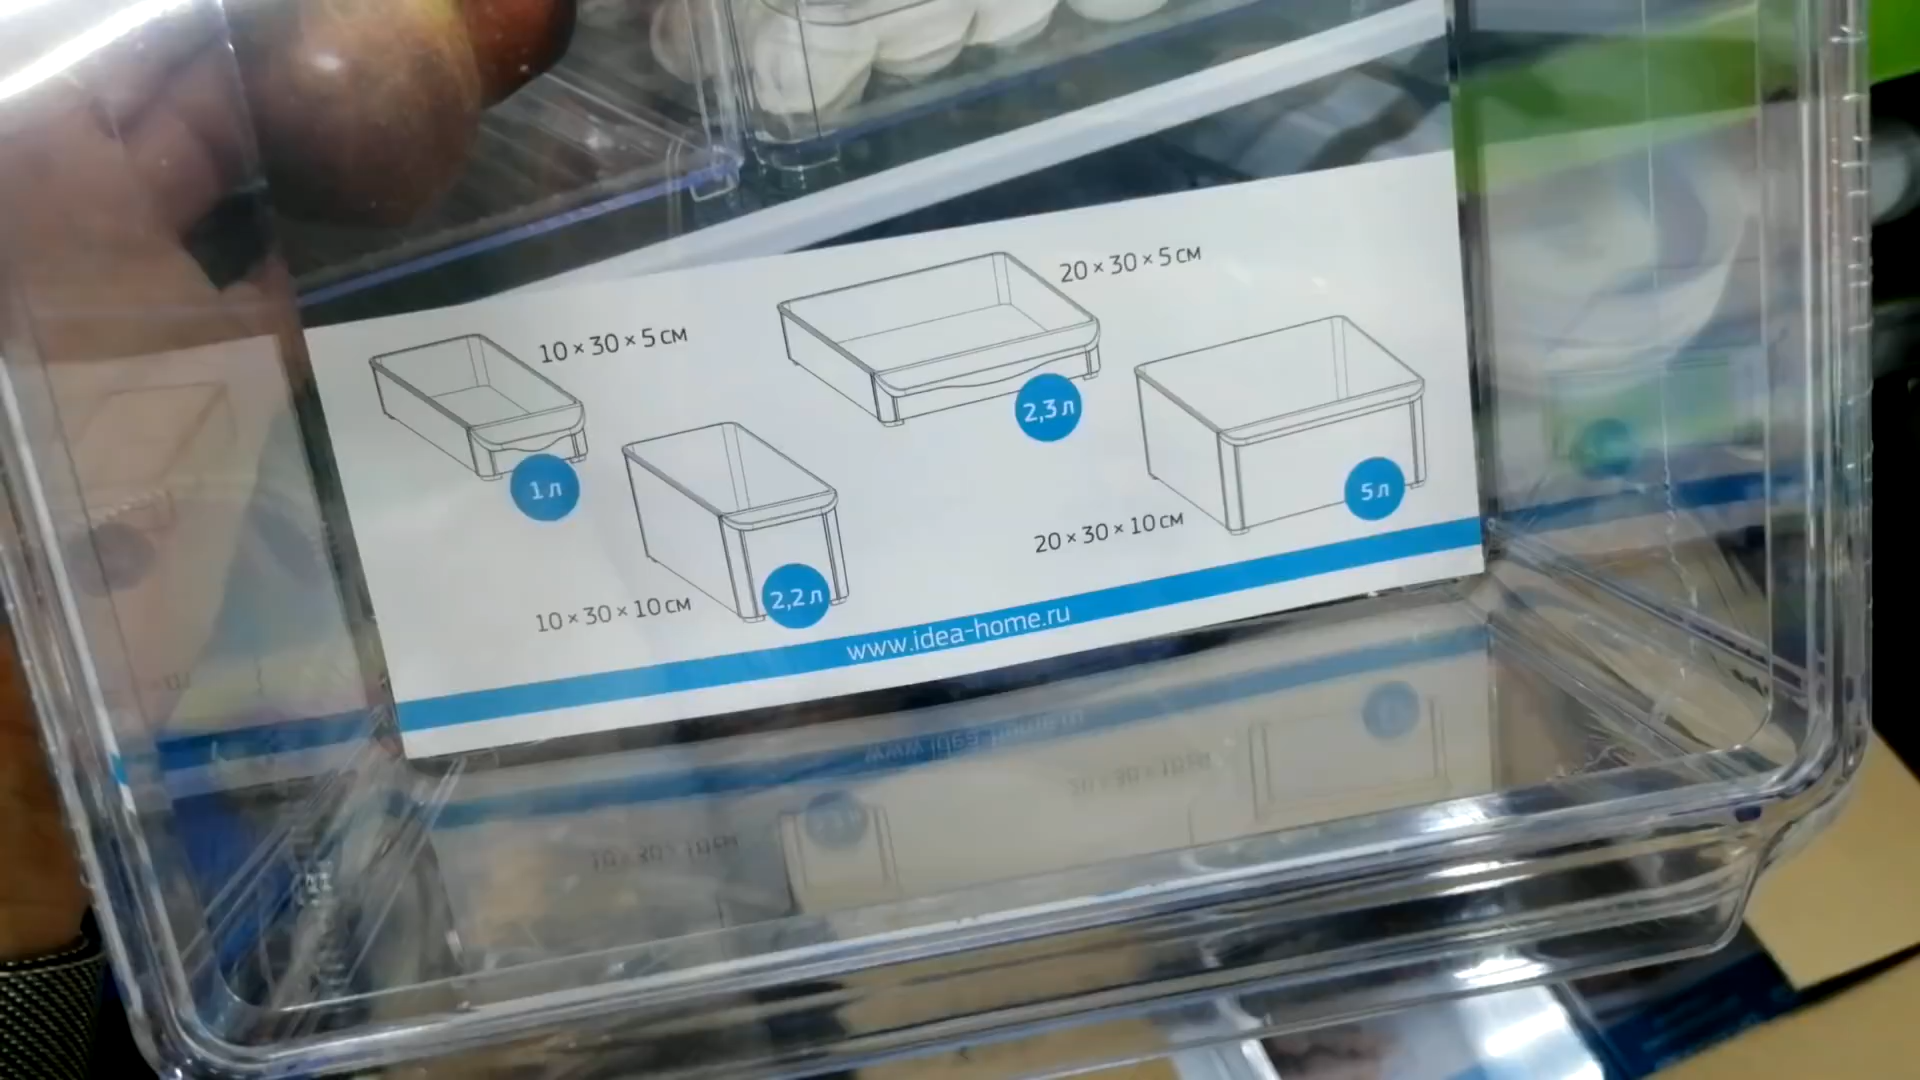 20 × 30 × 5 см
10 × 30 × 5 см
2,3 л
1 л
5 л
20 × 30 × 10 см
2,2 л
10 × 30 × 10 см
www.idea-home.ru